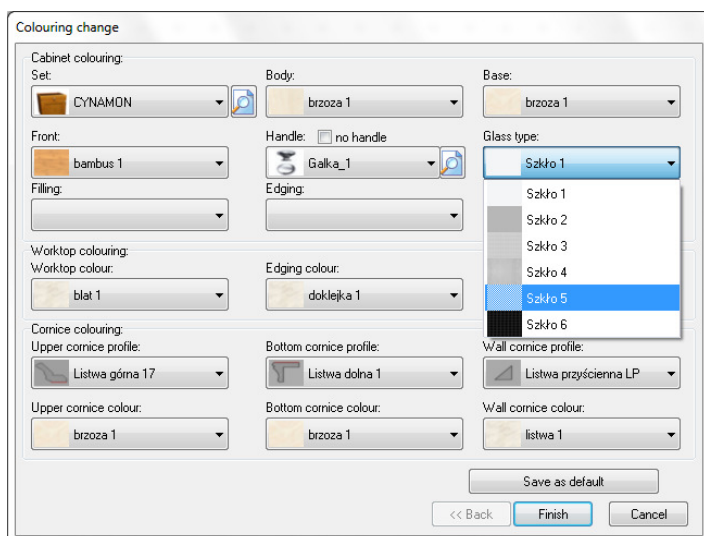 Colouring change
Cabinet colouring:
Set: Body: Base:
CYNAMON brzoza 1 brzoza 1
Front: Handle: no handle Glass type:
bambus 1 Gałka_1 Szkło 1
Filling: Edging:
Szkło 1
Szkło 2
Szkło 3
Szkło 4
Szkło 5
Szkło 6
Worktop colouring:
Worktop colour: Edging colour:
blat 1 doklejka 1
Cornice colouring:
Upper cornice profile: Bottom cornice profile: Wall cornice profile:
Listwa górna 17 Listwa dolna 1 Listwa przyścienna LP
Upper cornice colour: Bottom cornice colour: Wall cornice colour:
brzoza 1 brzoza 1 listwa 1
Save as default
<< Back Finish Cancel